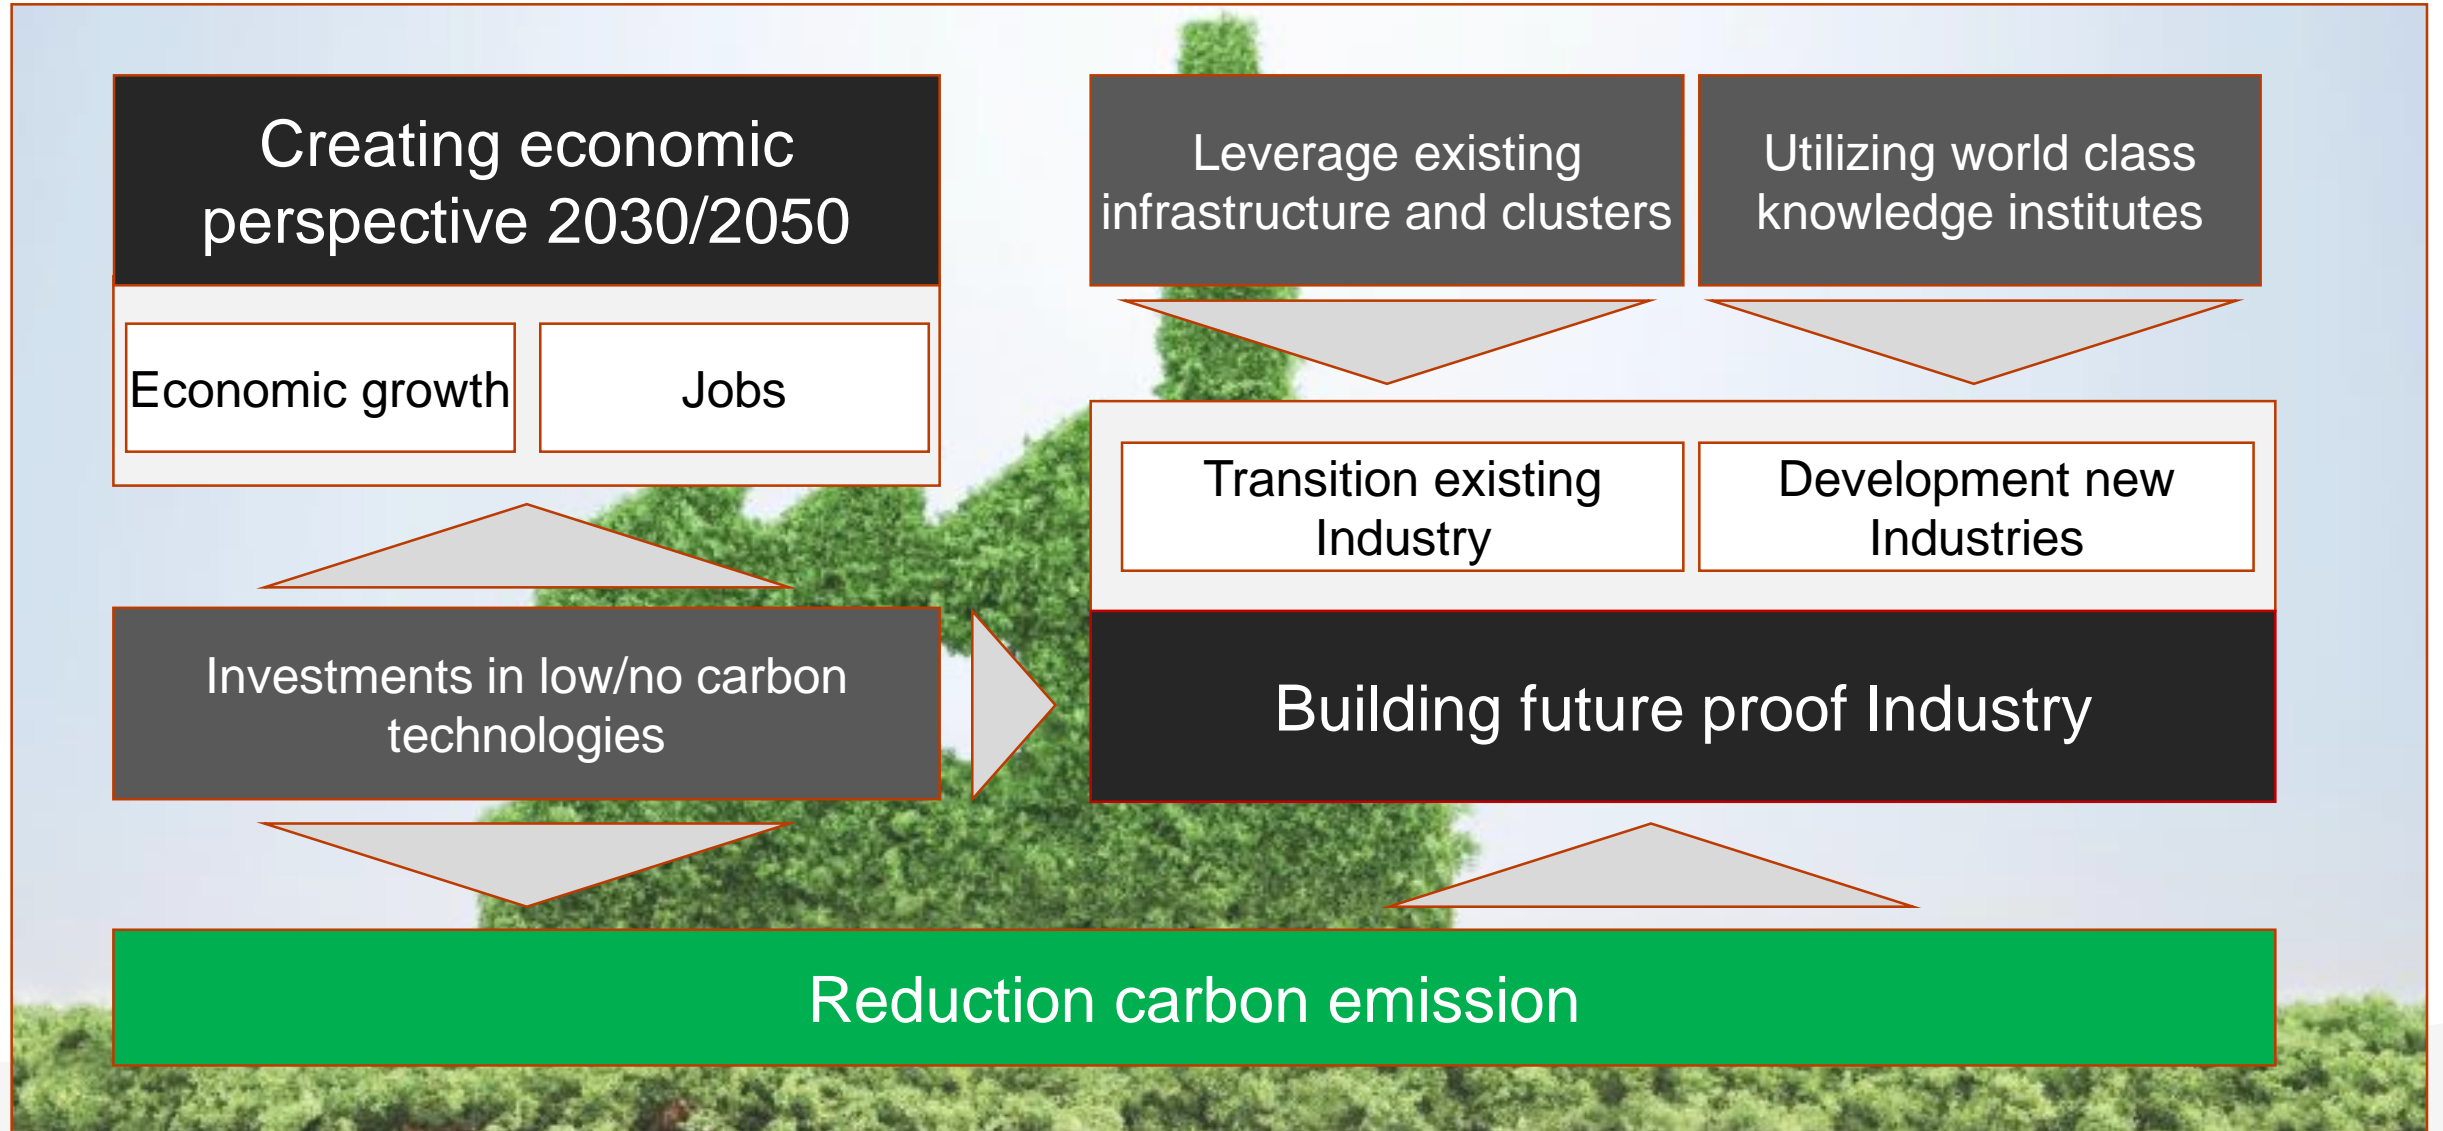 Creating economic
perspective 2030/2050
Economic growth
Jobs
Investments in low/no carbon
technologies
Leverage existing
infrastructure and clusters
Utilizing world class
knowledge institutes
Transition existing
Industry
Development new
Industries
Building future proof Industry
Reduction carbon emission